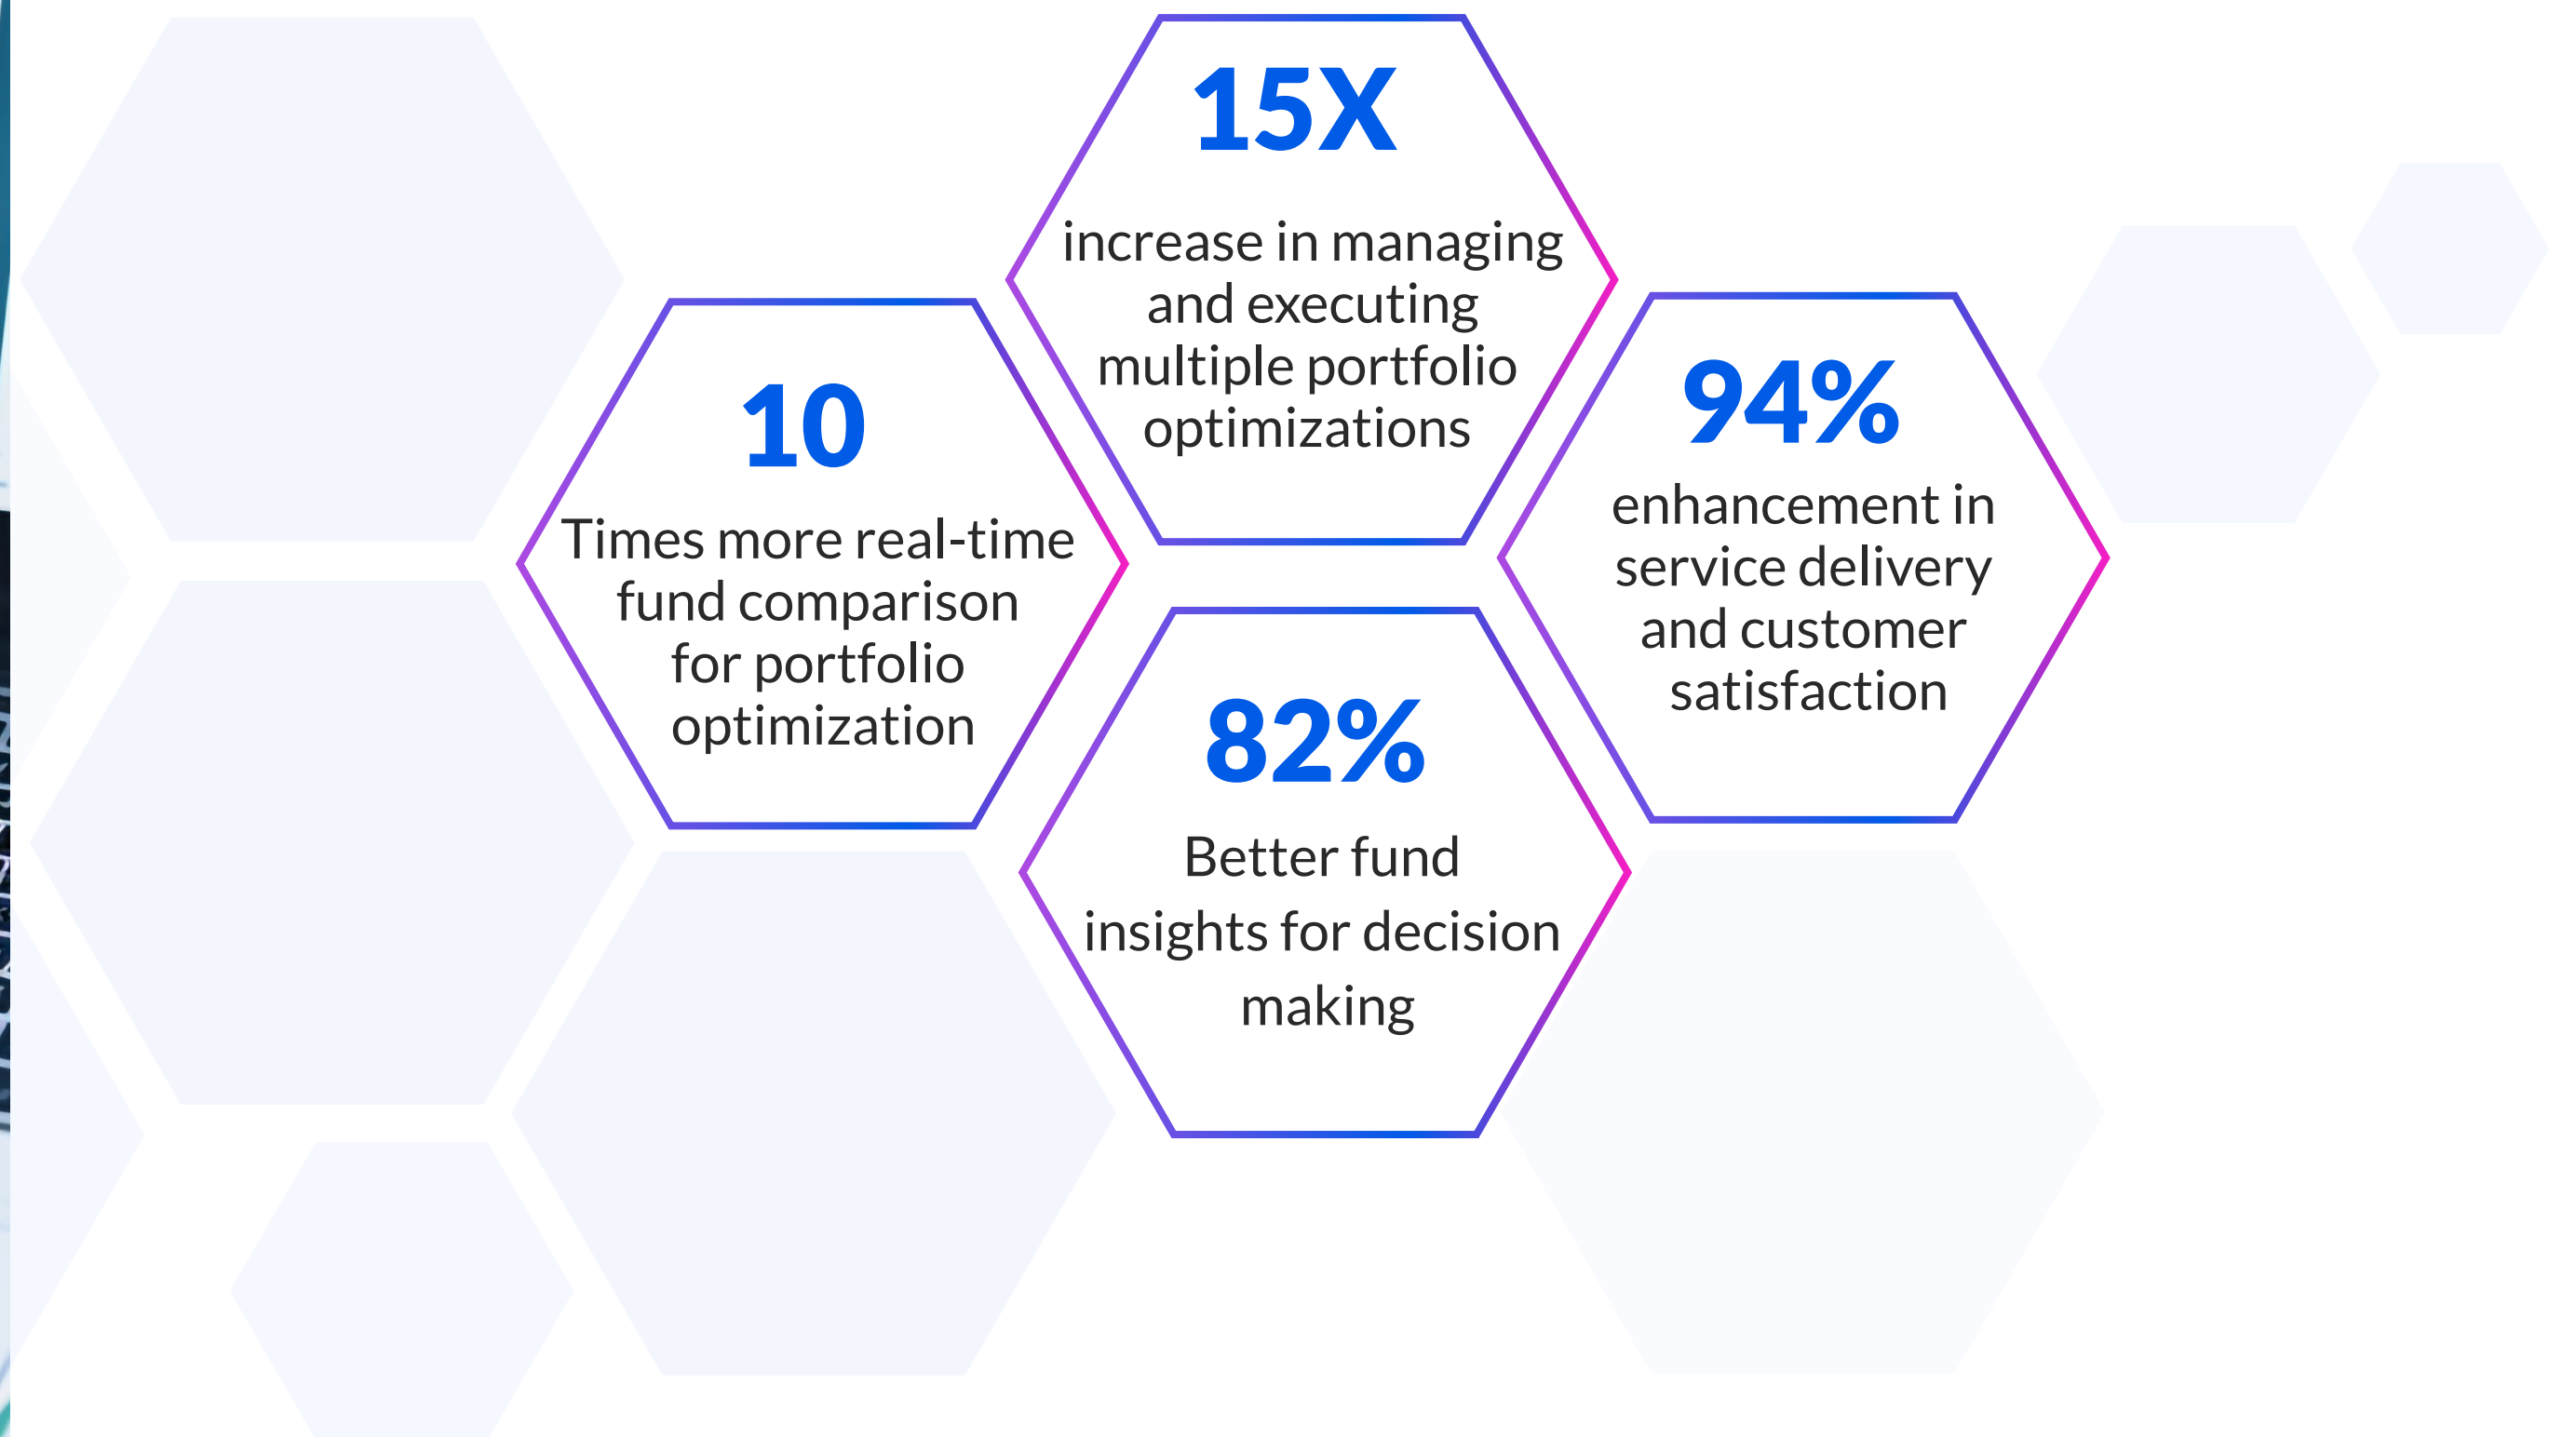 15X
increase in managing
and executing
multiple portfolio
optimizations
10
Times more real-time
fund comparison
for portfolio
optimization
94%
enhancement in
service delivery
and customer
satisfaction
82%
Better fund
insights for decision
making